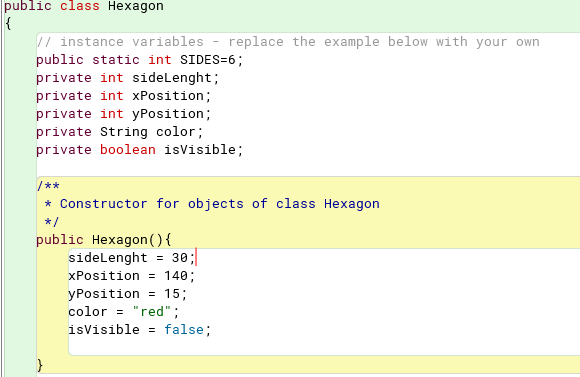 public class Hexagon
{
// instance variables - replace the example below with your own
public static int SIDES=6;
private int sideLenght;
private int xPosition;
private int yPosition;
private String color;
private boolean isVisible;
/**
* Constructor for objects of class Hexagon
*/
public Hexagon(){
sideLenght = 30;
xPosition = 140;
yPosition = 15;
color = "red";
isVisible = false;
}